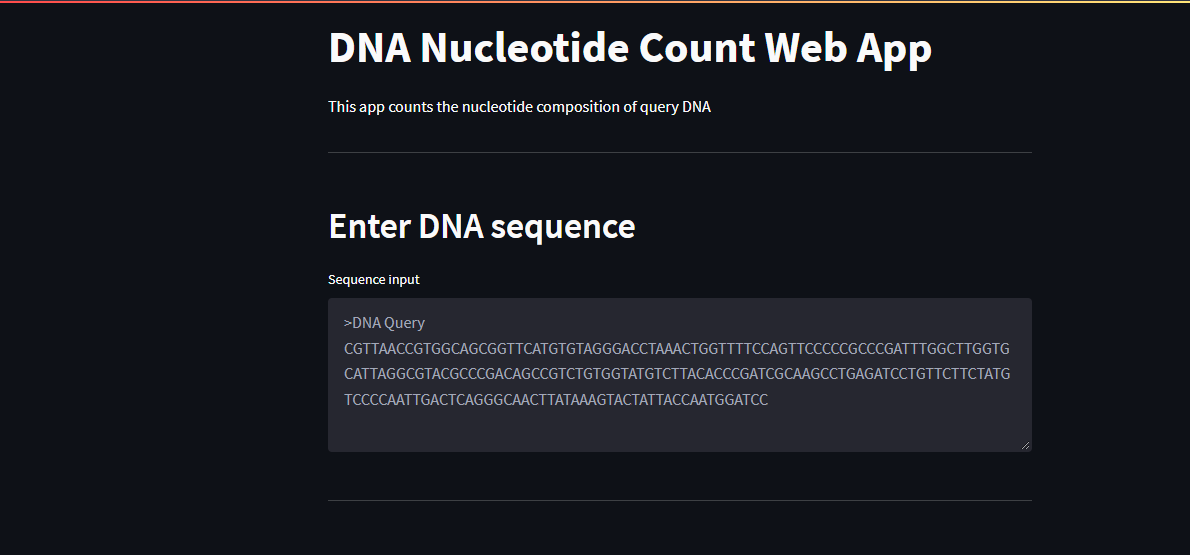 DNA Nucleotide Count Web App
This app counts the nucleotide composition of query DNA
Enter DNA sequence
Sequence input
>DNA Query
CGTTAACCGTGGCAGCGGTTCATGTGTAGGGACCTAAACTGGTTTTCCAGTTCCCCCGCCCGATTTGGCTTGGTG
CATTAGGCGTACGCCCGACAGCCGTCTGTGGTATGTCTTACACCCGATCGCAAGCCTGAGATCCTGTTCTTCTATG
TCCCCAATTGACTCAGGGCAACTTATAAAGTACTATTACCAATGGATCC